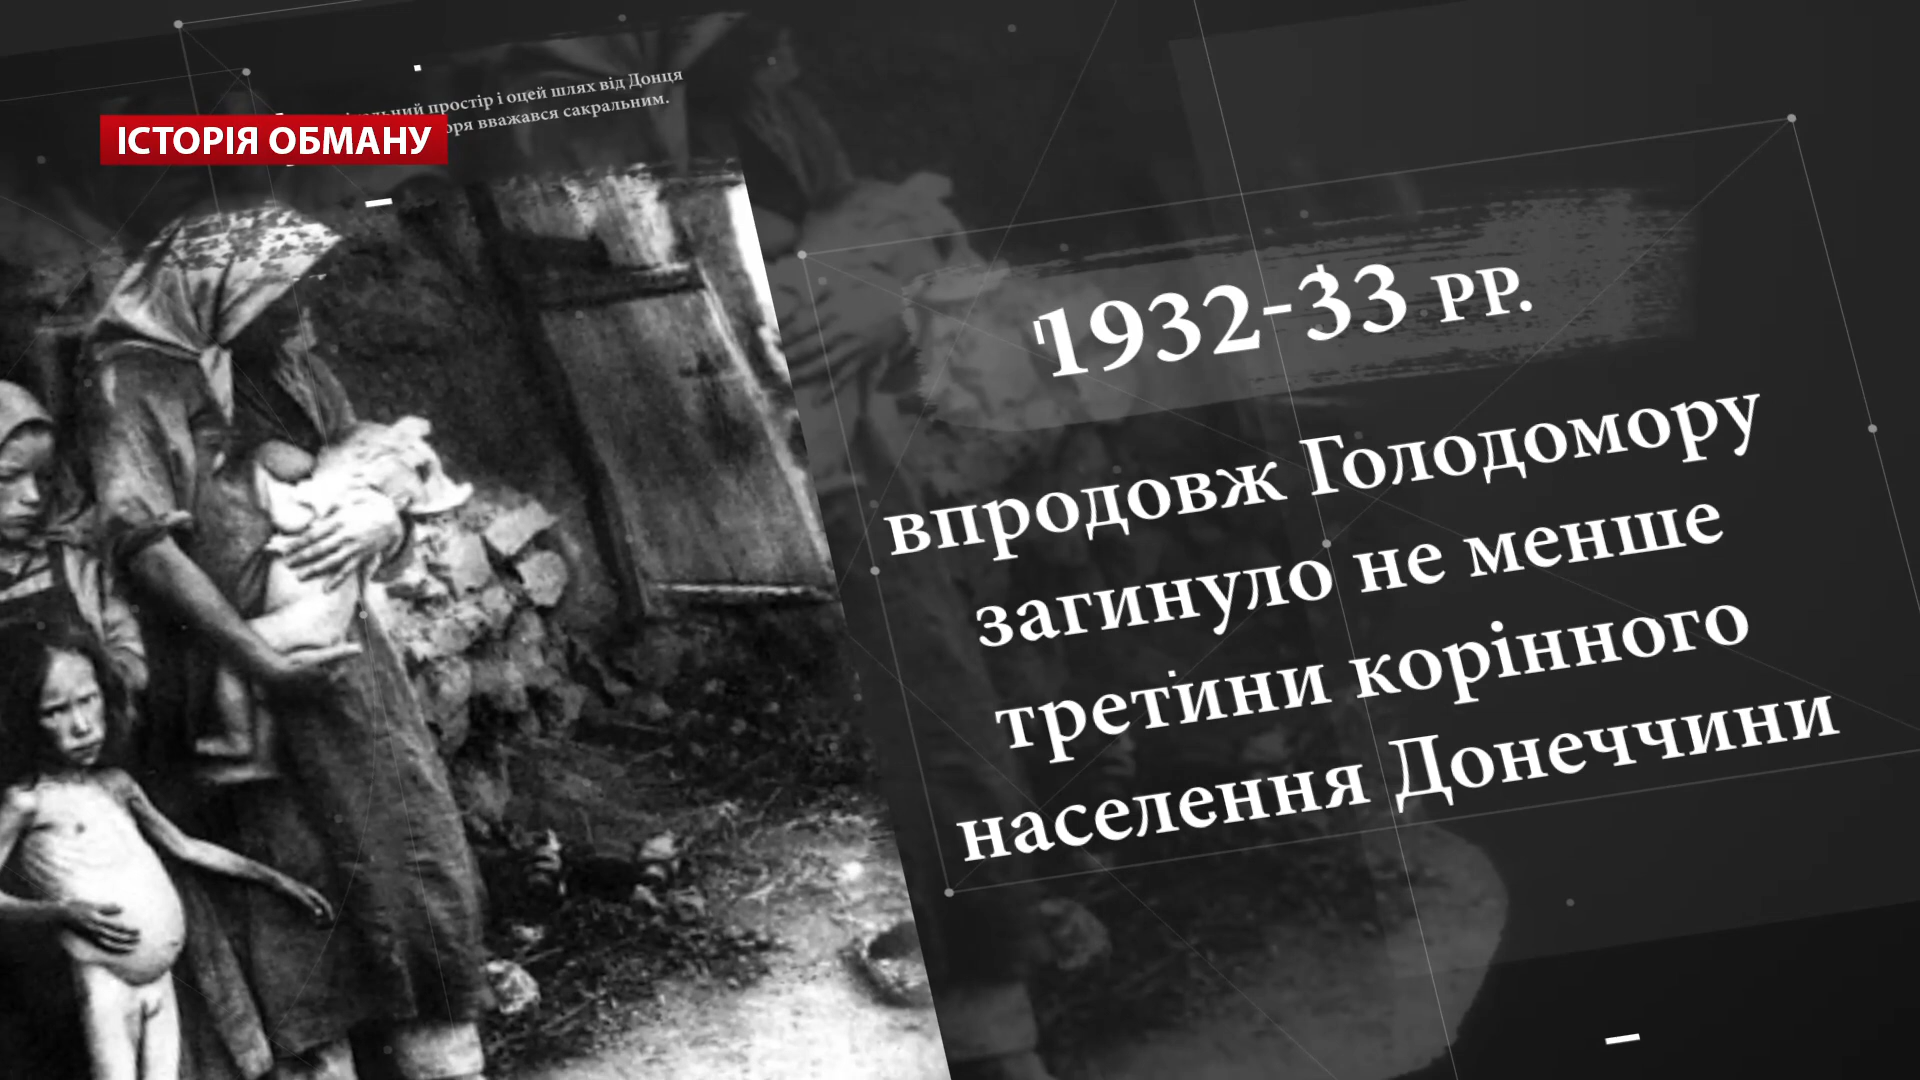 простір і оцей шлях від Донця
вважався сакральним.
ІСТОРІЯ ОБМАНУ
1932-33 РР.
впродовж Голодомору
загинуло не менше
третини корінного
населення Донеччини